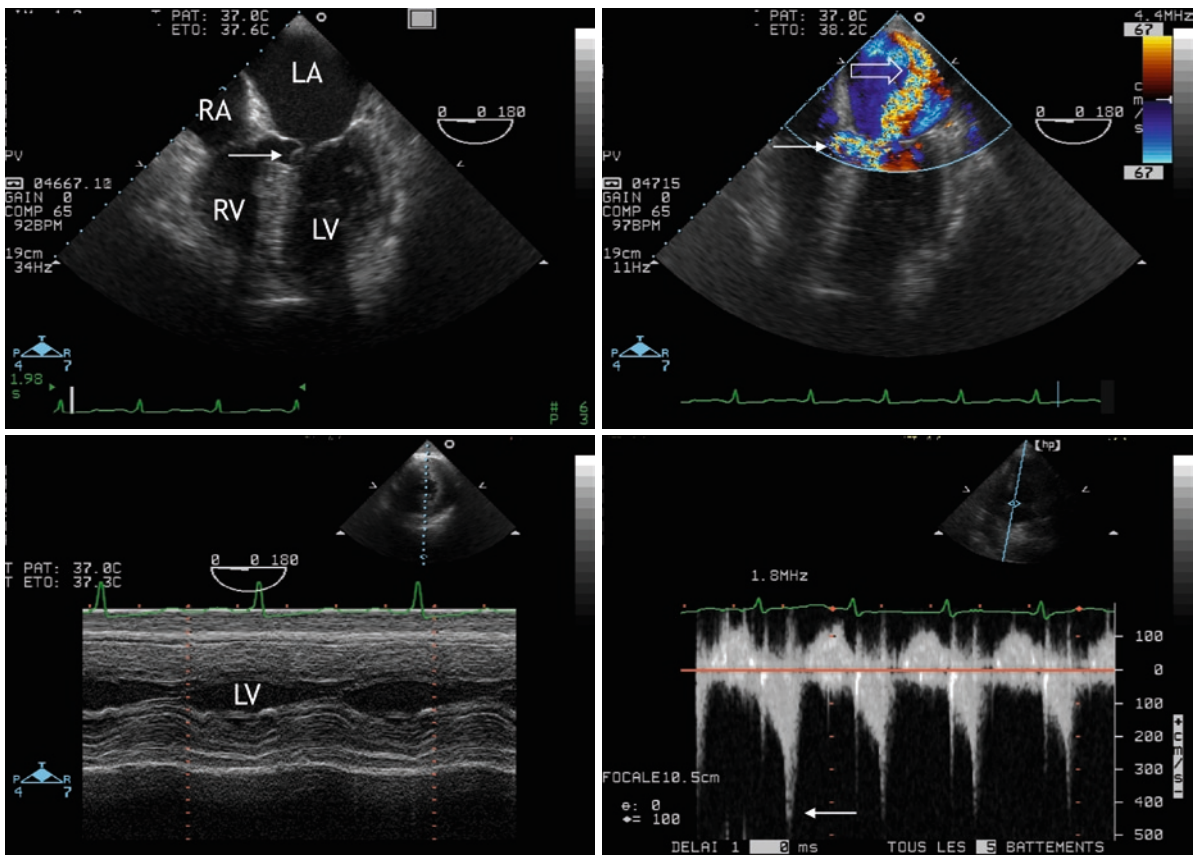 T PAT: 37.0C
ETO: 37.6C
LA
RA
0 0 180
PV
04667.10
GAIN 0
COMP 65
92BPM
RV
LV
19cm
34Hz
P T R
4 7
1.98
S
# 6
P 3
PAT: 37.0C
ETO: 38.2C
4.4MHz
67
cm/s
67
0 0 180
PV
04715
GAIN 0
COMP 65
97BPM
19cm
11Hz
P T R
4 7
T PAT: 37.0C
T ETO: 37.3C
0 0 180
LV
P T R
4 7
[hp]
1.8MHz
100
0
100
200
300
400
500
cm/s
FOCALE10.5cm
0
= 100
DELAI 1 0 ms TOUS LES 5 BATTEMENTS